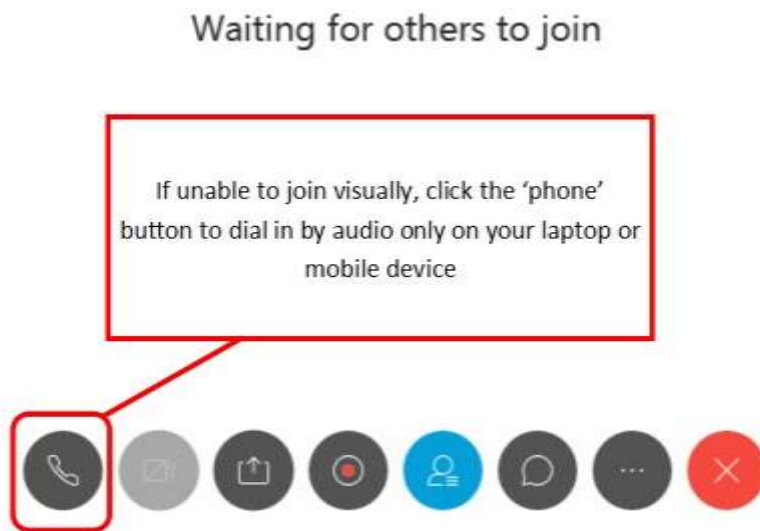 Waiting for others to join
If unable to join visually, click the ‘phone’
button to dial in by audio only on your laptop or
mobile device